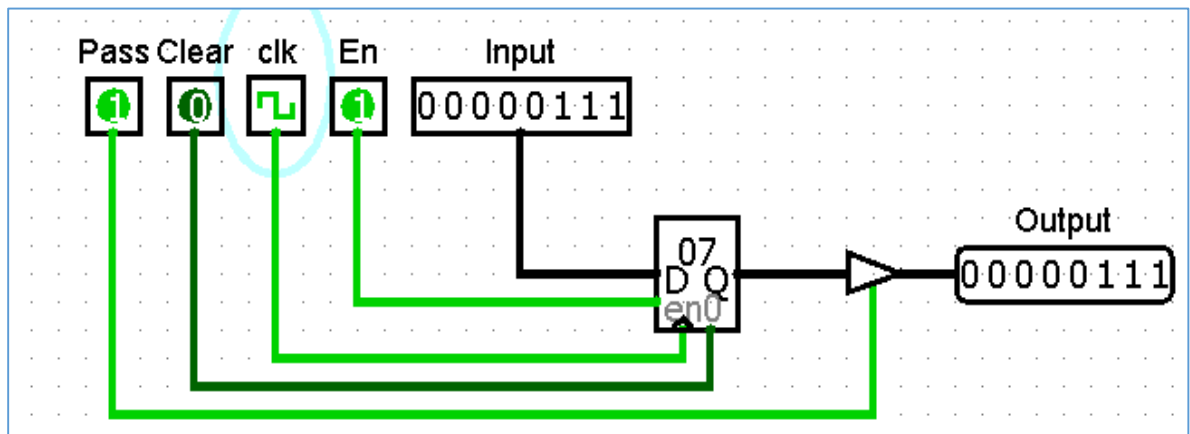 Pass Clear clk En Input
1 0 1 00000111
07
Output
D Q
00000111
en0